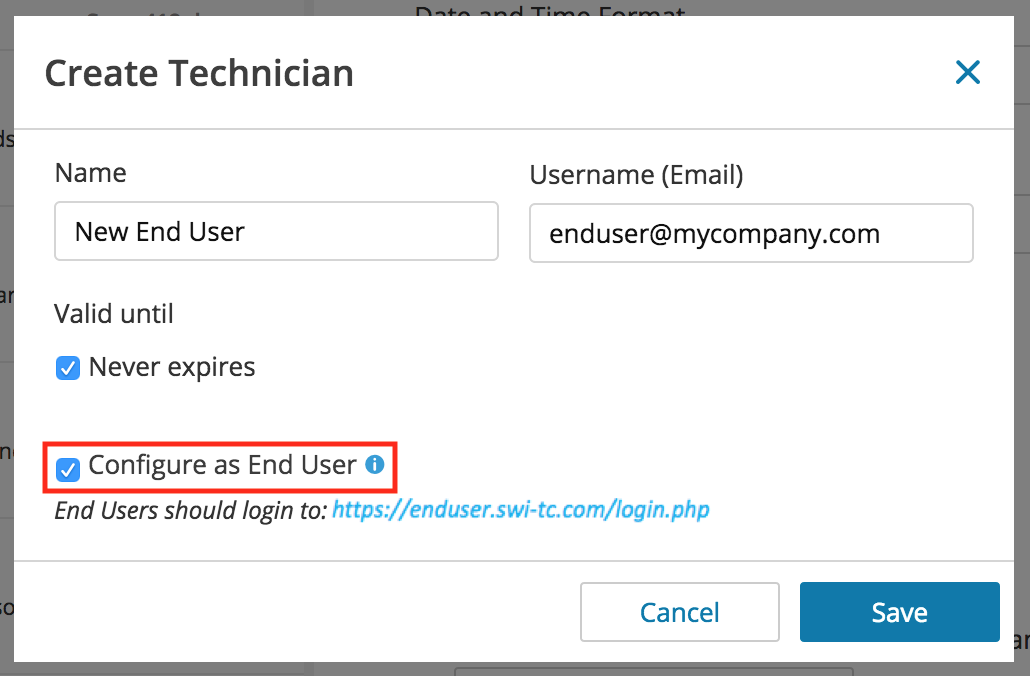 Date and Time Format
Create Technician
Name
Username (Email)
New End User
enduser@mycompany.com
Valid until
Never expires
Configure as End User
End Users should login to: https://enduser.swi-tc.com/login.php
Cancel
Save